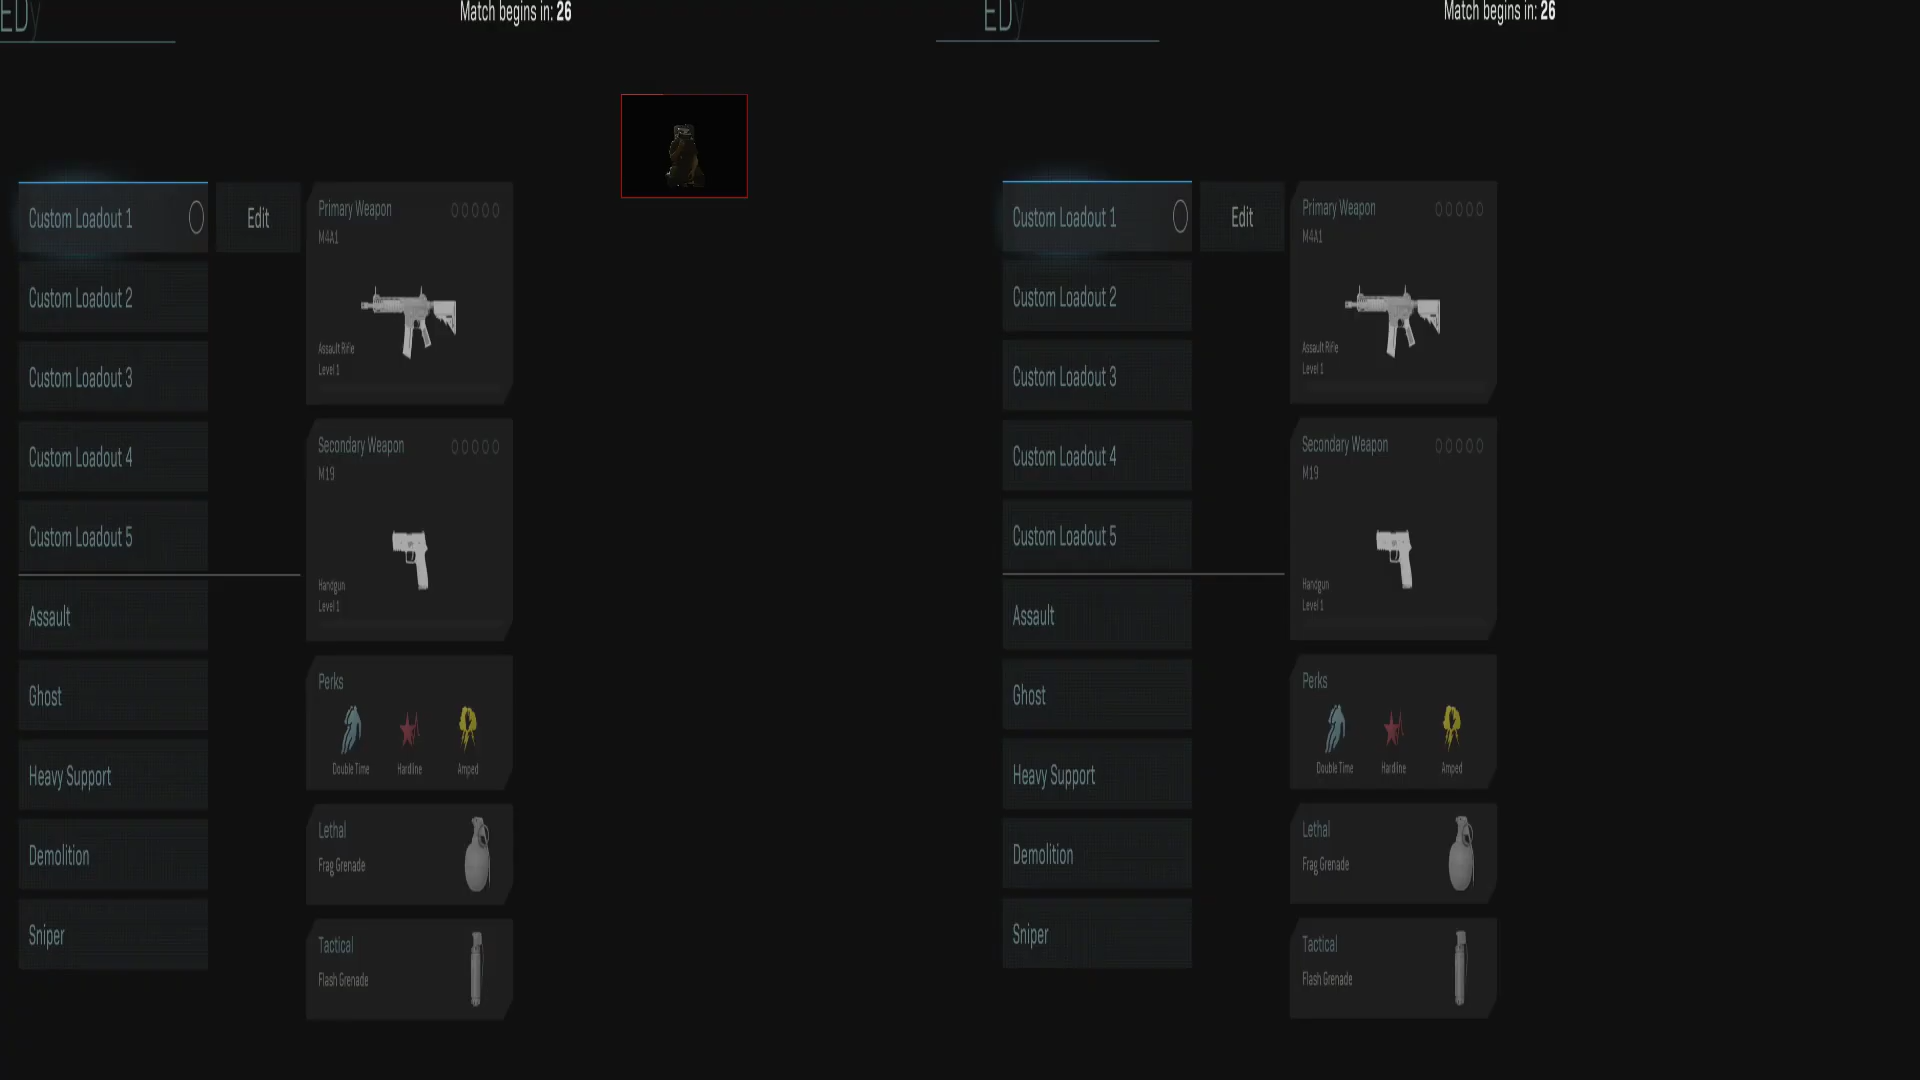 EDy
Match begins in: 26
Custom Loadout 1
Edit
Custom Loadout 2
Custom Loadout 3
Custom Loadout 4
Custom Loadout 5
Assault
Ghost
Heavy Support
Demolition
Sniper
Primary Weapon
M4A1
Assault Rifle
Level 1
Secondary Weapon
M19
Handgun
Level 1
Perks
Double Time
Hardline
Amped
Lethal
Frag Grenade
Tactical
Flash Grenade
EDy
Match begins in: 26
Custom Loadout 1
Edit
Custom Loadout 2
Custom Loadout 3
Custom Loadout 4
Custom Loadout 5
Assault
Ghost
Heavy Support
Demolition
Sniper
Primary Weapon
M4A1
Assault Rifle
Level 1
Secondary Weapon
M19
Handgun
Level 1
Perks
Double Time
Hardline
Amped
Lethal
Frag Grenade
Tactical
Flash Grenade